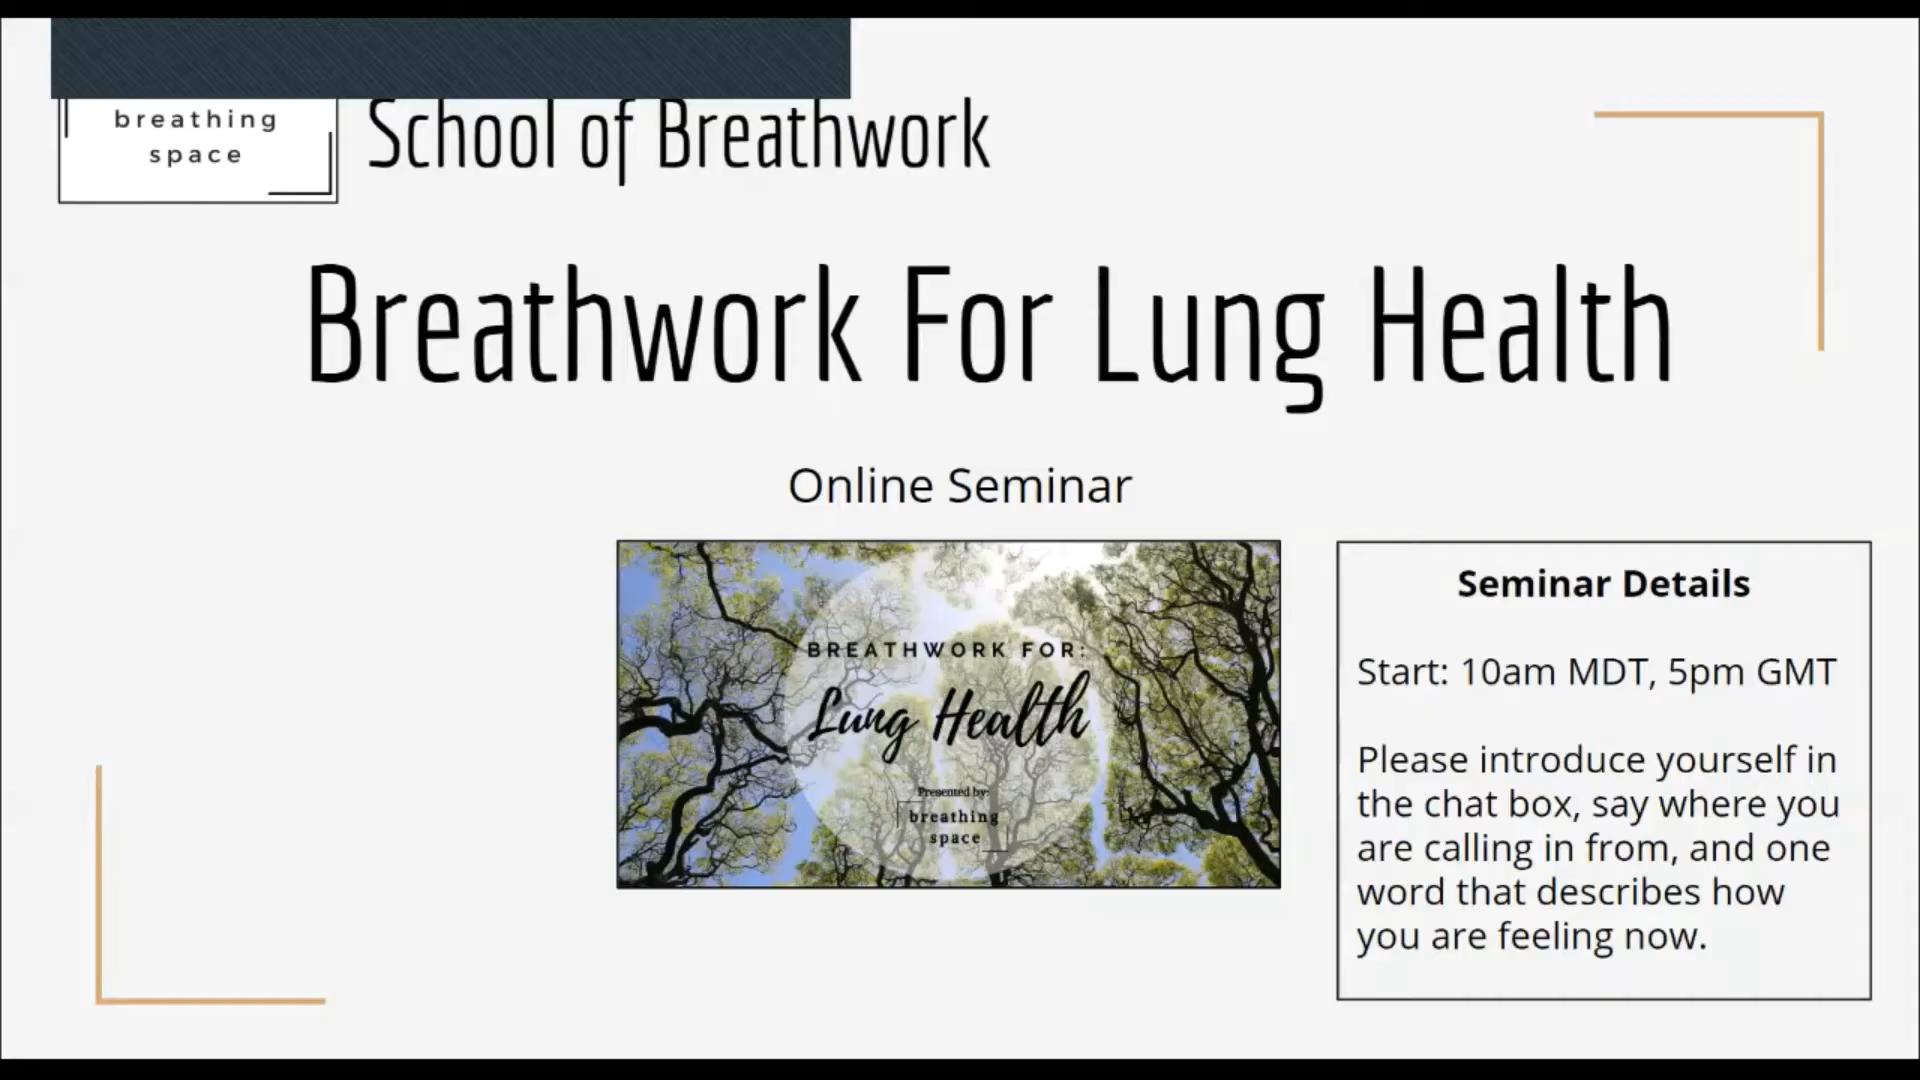 breathing
space
School of Breathwork
Breathwork For Lung Health
Online Seminar
BREATHWORK FOR:
Lung Health
Presented by:
breathing
space
Seminar Details
Start: 10am MDT, 5pm GMT
Please introduce yourself in
the chat box, say where you
are calling in from, and one
word that describes how
you are feeling now.